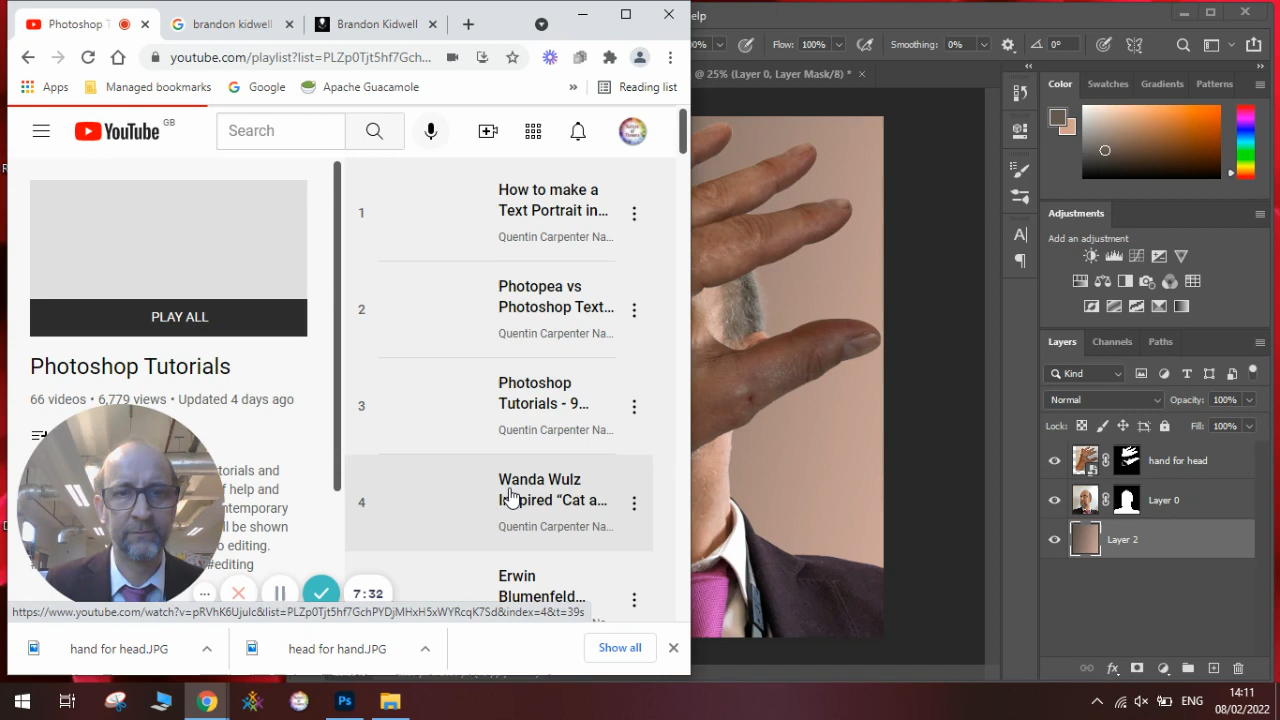 Photoshop T
brandon kidwell
Brandon Kidwell
elp
youtube.com/playlist?list=PLZp0Tjt5hf7Gch...
Flow: 100%
Smoothing: 0%
0°
@ 25% (Layer 0, Layer Mask/8) *
Apps
Managed bookmarks
Google
Apache Guacamole
»
Reading list
YouTube GB
Search
PLAY ALL
Photoshop Tutorials
66 videos • 6,779 views • Updated 4 days ago
torials and
f help and
ntemporary
ill be shown
o editing.
#editing
1
How to make a
Text Portrait in...
Quentin Carpenter Na...
2
Photopea vs
Photoshop Text...
Quentin Carpenter Na...
3
Photoshop
Tutorials - 9...
Quentin Carpenter Na...
4
Wanda Wulz
Inspired “Cat a...
Quentin Carpenter Na...
Erwin
Blumenfeld...
7:32
https://www.youtube.com/watch?v=pRVhK6UjuIc&list=PLZp0Tjt5hf7GchPYDjMHxH5xWYRcqK7Sd&index=4&t=39s
hand for head.JPG
head for hand.JPG
Show all
Color
Swatches
Gradients
Patterns
Adjustments
Add an adjustment
Layers
Channels
Paths
Kind
Normal
Opacity: 100%
Lock:
Fill: 100%
hand for head
Layer 0
Layer 2
fx
Ps
ENG
14:11
08/02/2022